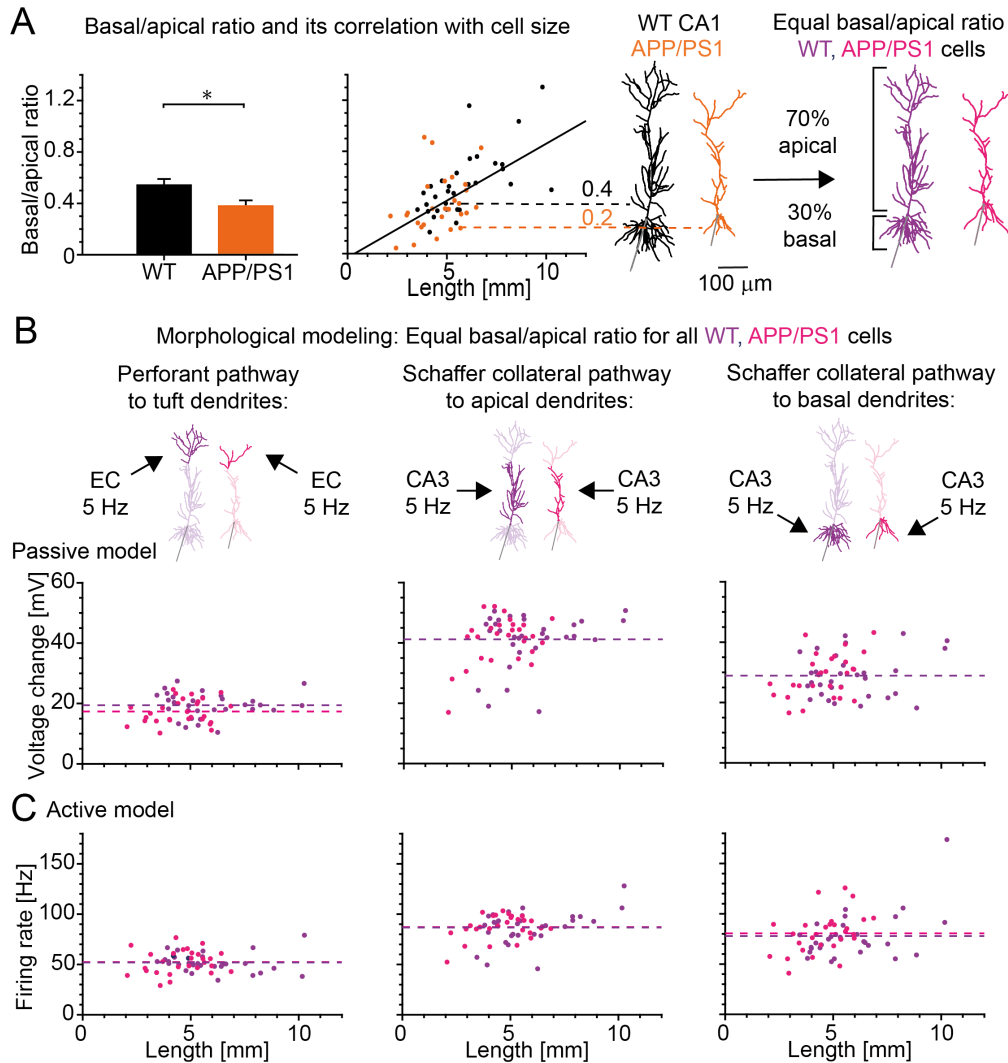 A
Basal/apical ratio and its correlation with cell size
WT CA1
APP/PS1
Equal basal/apical ratio
WT, APP/PS1 cells
Basal/apical ratio
1.2
0.8
0.4
0
*
WT
APP/PS1
0.4
0.2
0
5
10
Length [mm]
100 μm
70%
apical
30%
basal
B
Morphological modeling: Equal basal/apical ratio for all WT, APP/PS1 cells
Perforant pathway
to tuft dendrites:
Schaffer collateral pathway
to apical dendrites:
Schaffer collateral pathway
to basal dendrites:
EC
5 Hz
EC
5 Hz
CA3
5 Hz
CA3
5 Hz
CA3
5 Hz
CA3
5 Hz
Passive model
Voltage change [mV]
60
40
20
0
C
Active model
Firing rate [Hz]
150
100
50
0
0
5
10
Length [mm]
0
5
10
Length [mm]
0
5
10
Length [mm]